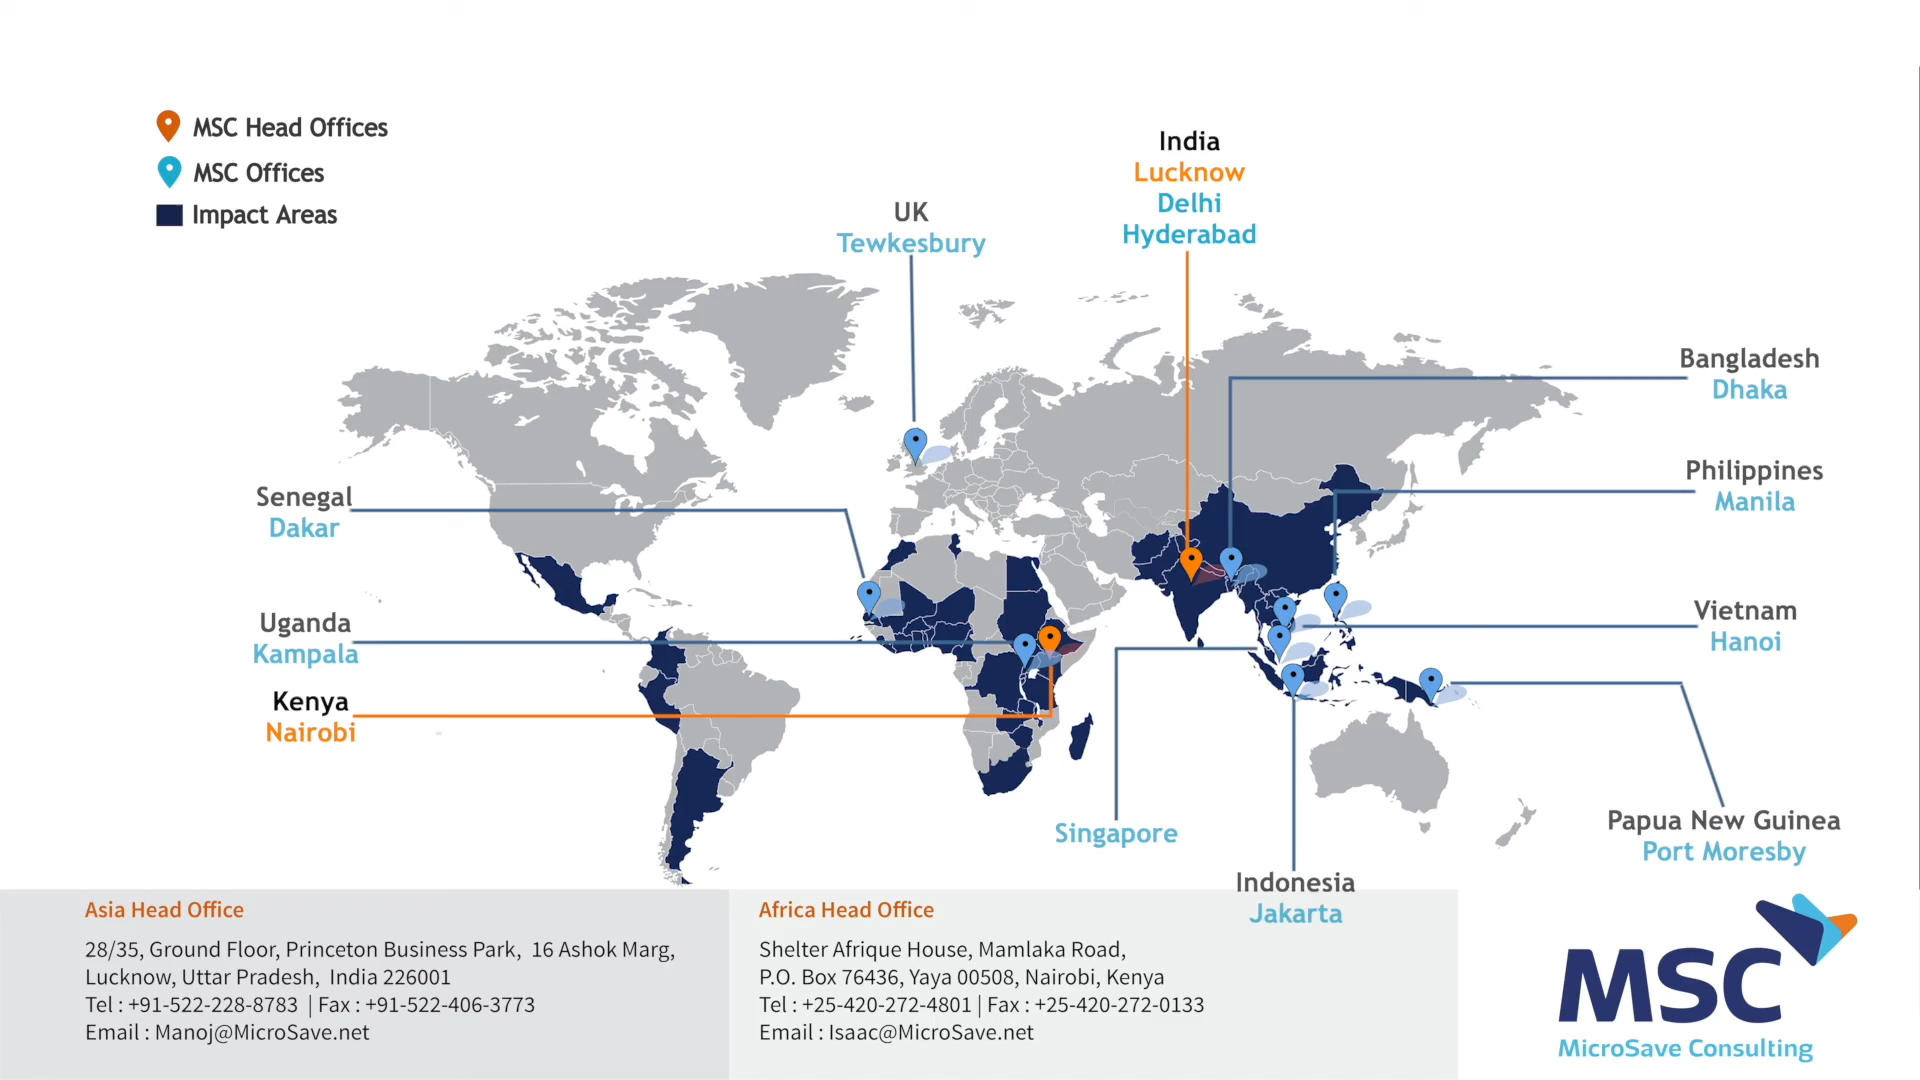 MSC Head Offices
MSC Offices
Impact Areas
India
Lucknow
Delhi
Hyderabad
UK
Tewkesbury
Bangladesh
Dhaka
Philippines
Manila
Senegal
Dakar
Vietnam
Hanoi
Uganda
Kampala
Kenya
Nairobi
Singapore
Papua New Guinea
Port Moresby
Indonesia
Jakarta
Asia Head Office
28/35, Ground Floor, Princeton Business Park, 16 Ashok Marg,
Lucknow, Uttar Pradesh, India 226001
Tel : +91-522-228-8783 | Fax : +91-522-406-3773
Email : Manoj@MicroSave.net
Africa Head Office
Shelter Afrique House, Mamlaka Road,
P.O. Box 76436, Yaya 00508, Nairobi, Kenya
Tel : +25-420-272-4801 | Fax : +25-420-272-0133
Email : Isaac@MicroSave.net
MSC
MicroSave Consulting